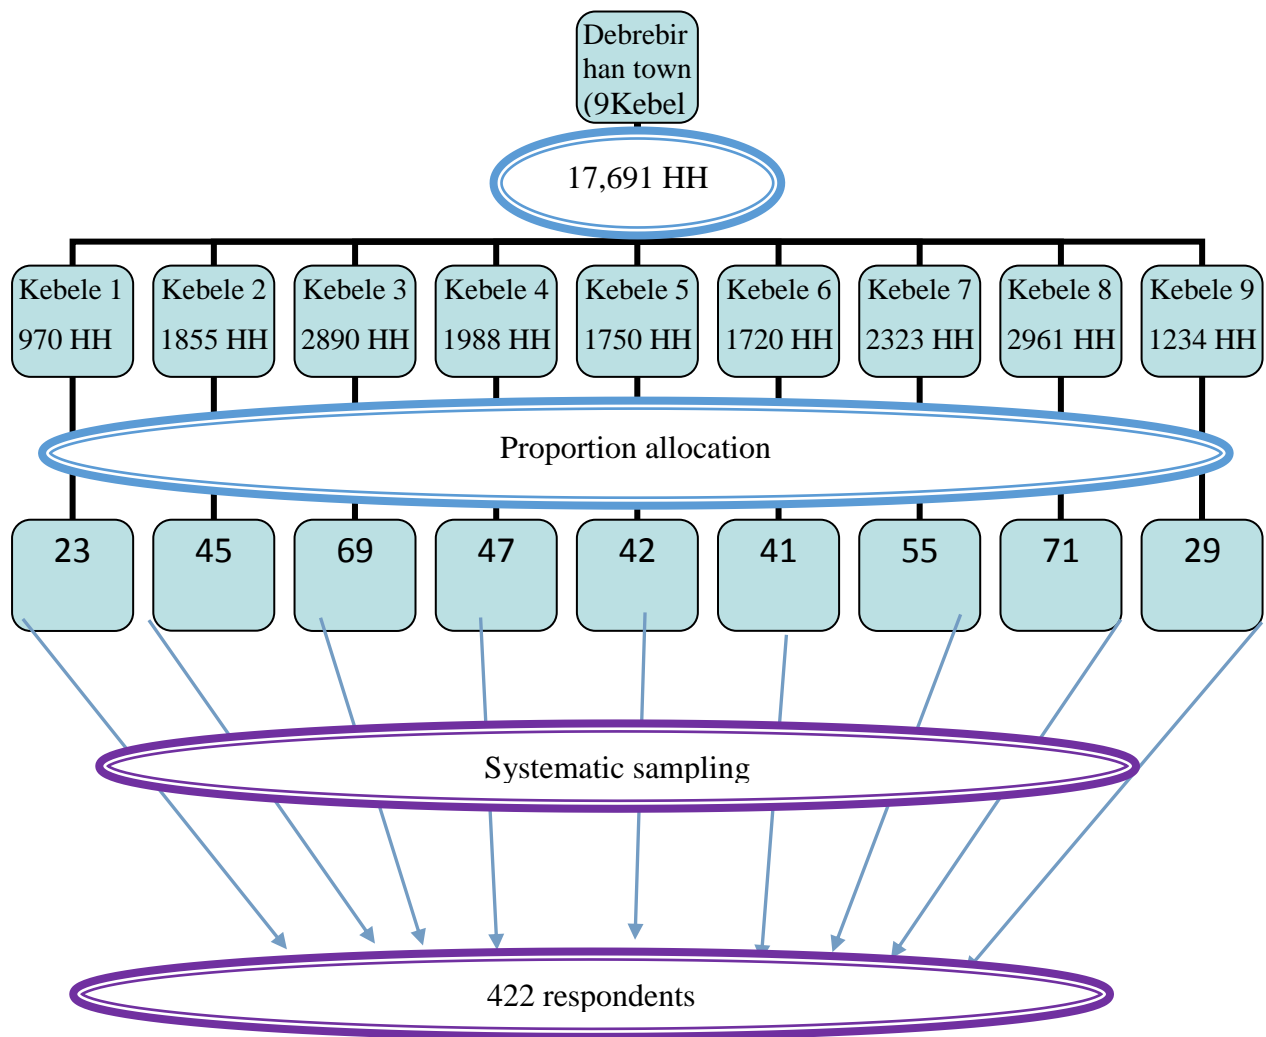 Debrebir
han town
(9Kebel
17,691 HH
Kebele 1
970 HH
Kebele 2
1855 HH
Kebele 3
2890 HH
Kebele 4
1988 HH
Kebele 5
1750 HH
Kebele 6
1720 HH
Kebele 7
2323 HH
Kebele 8
2961 HH
Kebele 9
1234 HH
Proportion allocation
23
45
69
47
42
41
55
71
29
Systematic sampling
422 respondents